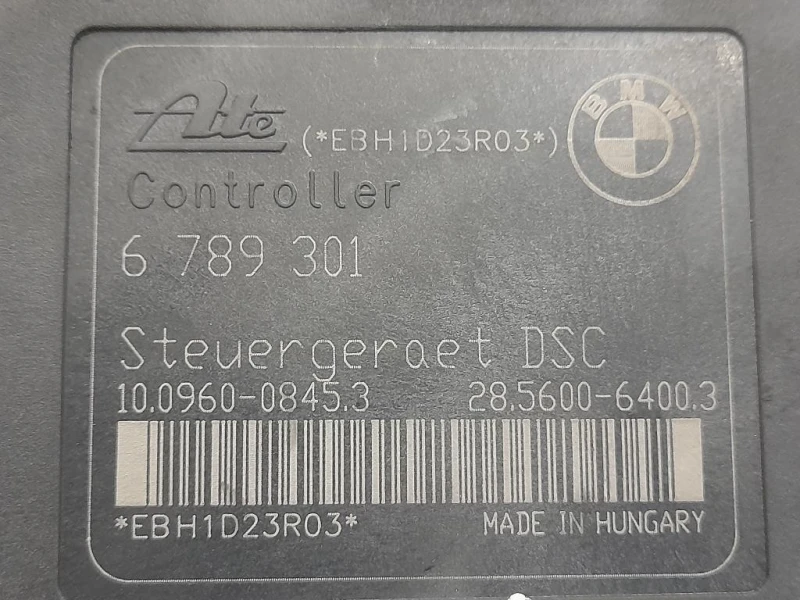 Ate (*EBH1D23R03*)
BMW
Controller
6 789 301
Steuergeraet DSC
10.0960-0845.3 28.5600-6400.3
*EBH1D23R03* MADE IN HUNGARY